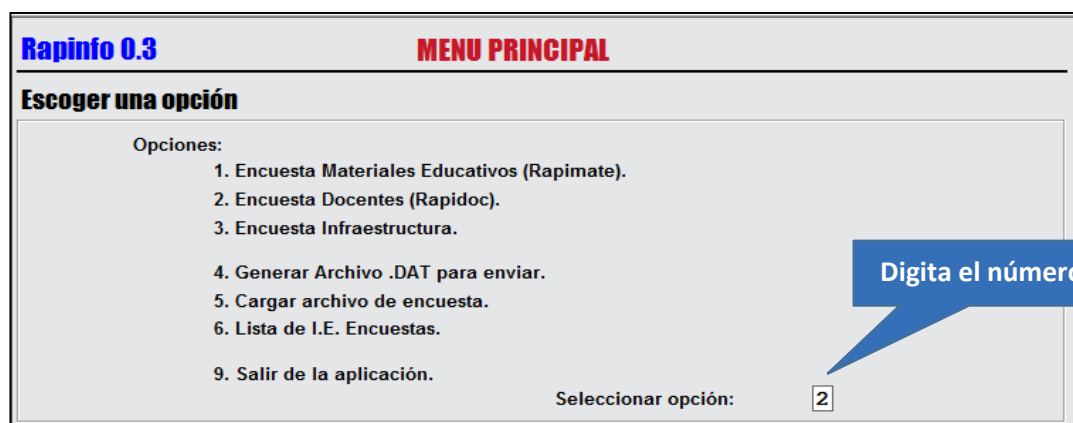 Rapinfo 0.3
MENU PRINCIPAL
Escoger una opción
Opciones:
1. Encuesta Materiales Educativos (Rapimate).
2. Encuesta Docentes (Rapidoc).
3. Encuesta Infraestructura.
4. Generar Archivo .DAT para enviar.
Digita el número
5. Cargar archivo de encuesta.
6. Lista de I.E. Encuestas.
9. Salir de la aplicación.
Seleccionar opción: 2